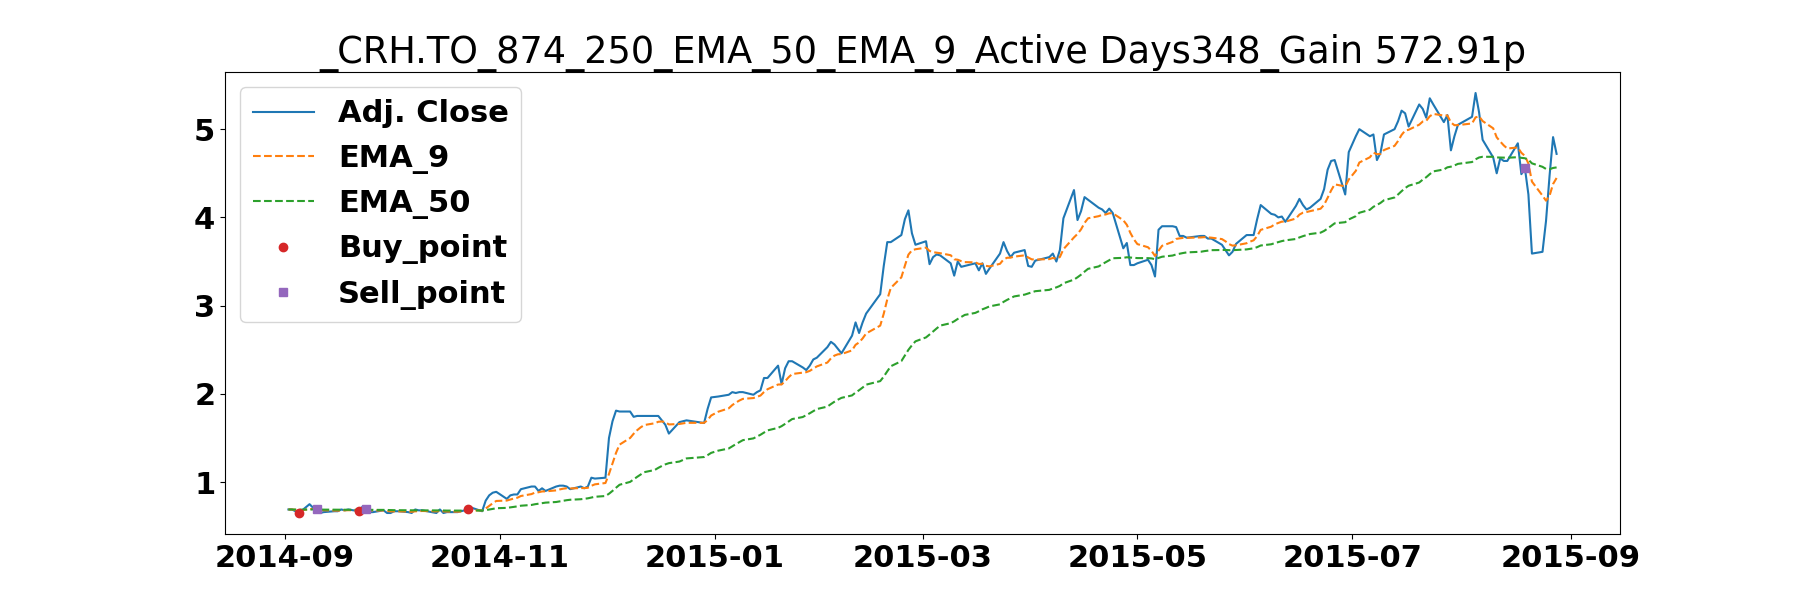 _CRH.TO_874_250_EMA_50_EMA_9_Active Days348_Gain 572.91p
Adj. Close
EMA_9
EMA_50
Buy_point
Sell_point
5
4
3
2
1
2014-09 2014-11 2015-01 2015-03 2015-05 2015-07 2015-09